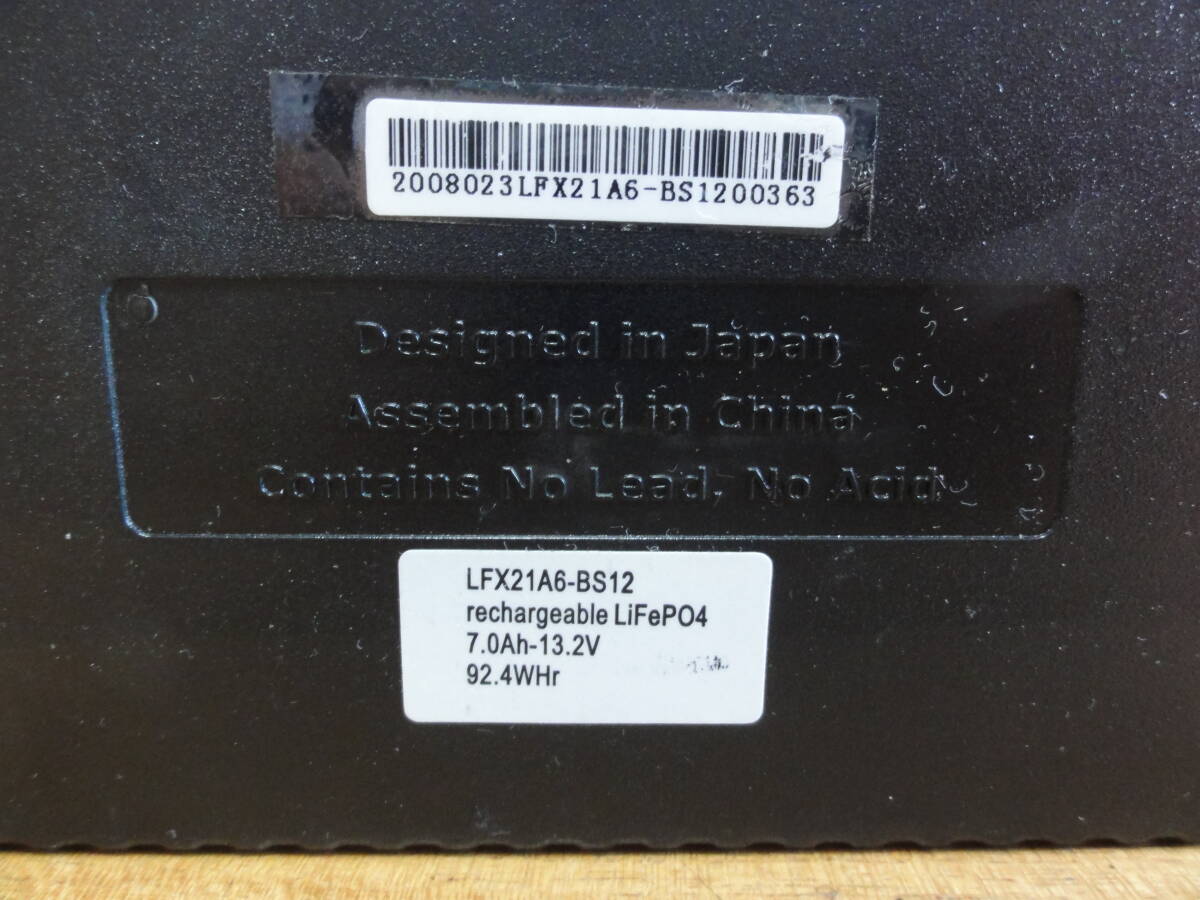 2008023LFX21A6-BS1200363
Designed in Japan
Assembled in China
Contains No Lead, No Acid
LFX21A6-BS12
rechargeable LiFePO4
7.0Ah-13.2V
92.4WHr